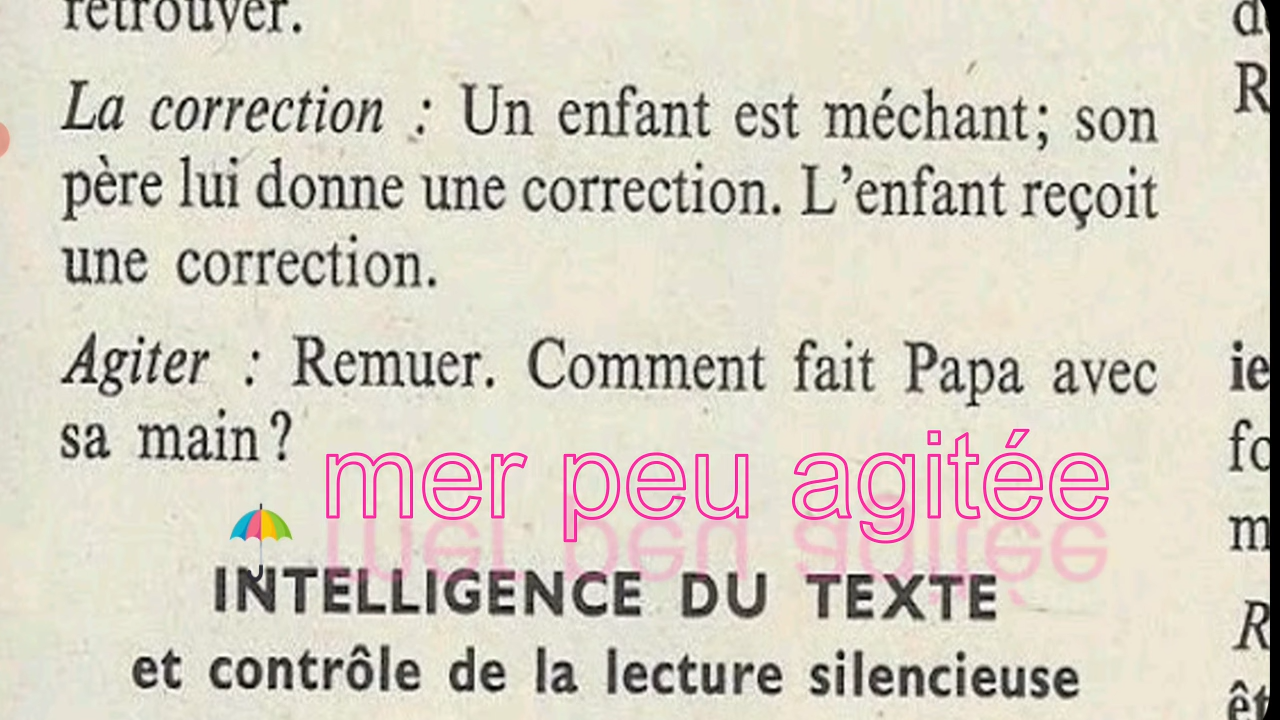 retrouver.
La correction : Un enfant est méchant; son
père lui donne une correction. L'enfant reçoit
une correction.
Agiter : Remuer. Comment fait Papa avec
sa main?
mer peu agitée
INTELLIGENCE DU TEXTE
et contrôle de la lecture silencieuse